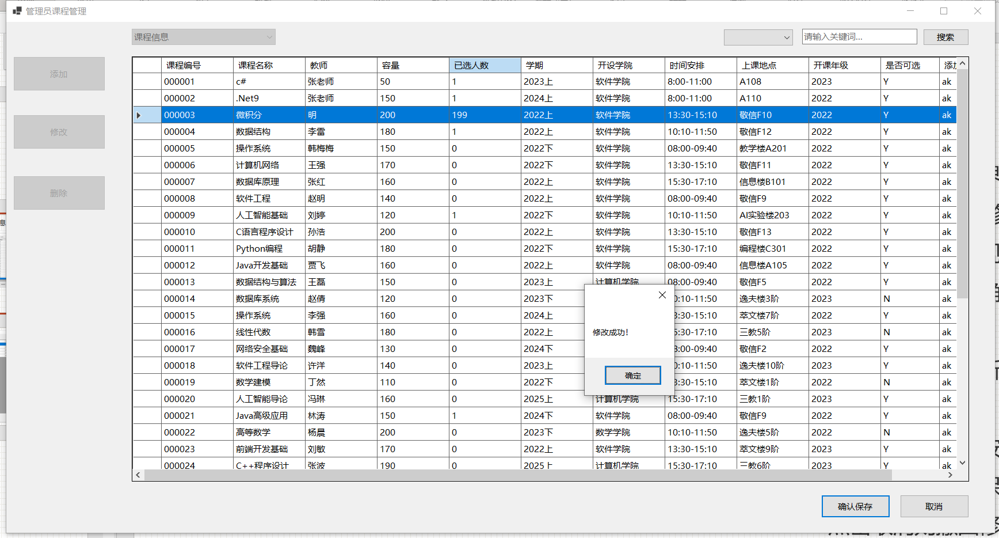 管理员课程管理
课程信息 请输入关键词... 搜索
添加
修改
删除
课程编号 课程名称 教师 容量 已选人数 学期 开设学院 时间安排 上课地点 开课年级 是否可选
000001 c# 张老师 50 1 2023上 软件学院 8:00-11:00 A108 2023 Y ak
000002 .Net9 张老师 150 1 2024上 软件学院 8:00-11:00 A110 2022 Y ak
000003 微积分 明 200 199 2022上 软件学院 13:30-15:10 敬信F10 2022 Y ak
000004 数据结构 李雷 180 1 2022上 软件学院 10:10-11:50 敬信F12 2022 Y ak
000005 操作系统 韩梅梅 150 0 2022下 软件学院 08:00-09:40 教学楼A201 2022 Y ak
000006 计算机网络 王强 170 0 2022下 软件学院 13:30-15:10 敬信F11 2022 Y ak
000007 数据库原理 张红 160 0 2022上 软件学院 15:30-17:10 信息楼B101 2022 Y ak
000008 软件工程 赵明 140 0 2022上 软件学院 08:00-09:40 敬信F9 2022 Y ak
000009 人工智能基础 刘婷 120 1 2022下 软件学院 10:10-11:50 AI实验楼203 2022 Y ak
000010 C语言程序设计 孙浩 200 0 2022上 软件学院 13:30-15:10 敬信F13 2022 Y ak
000011 Python编程 胡静 180 0 2022下 软件学院 15:30-17:10 编程楼C301 2022 Y ak
000012 Java开发基础 贾飞 160 0 2022上 软件学院 08:00-09:40 信息楼A105 2022 Y ak
000013 数据结构与算法 王磊 150 0 2023上 计算机学院 08:00-09:40 敬信F5 2022 Y ak
000014 数据库系统 赵倩 120 0 2023下 0:10-11:50 逸夫楼3阶 2023 N ak
000015 操作系统 李强 160 0 2024上 3:30-15:10 萃文楼7阶 2022 Y ak
000016 线性代数 韩雪 180 0 2022上 5:30-17:10 三教5阶 2023 N ak
000017 网络安全基础 魏峰 130 0 2024下 8:00-09:40 敬信F2 2022 Y ak
000018 软件工程导论 许洋 140 0 2023上 0:10-11:50 逸夫楼10阶 2023 Y ak
000019 数学建模 丁然 110 0 2022下 3:30-15:10 萃文楼1阶 2022 N ak
000020 人工智能导论 冯琳 160 0 2025上 计算机学院 15:30-17:10 三教1阶 2023 Y ak
000021 Java高级应用 林涛 150 1 2024下 软件学院 08:00-09:40 敬信F9 2022 Y ak
000022 高等数学 杨晨 200 0 2023下 数学学院 10:10-11:50 逸夫楼5阶 2022 N ak
000023 前端开发基础 刘敏 170 0 2022上 软件学院 13:30-15:10 萃文楼9阶 2023 Y ak
000024 C++程序设计 张波 190 0 2025上 计算机学院 15:30-17:10 三教6阶 2023 Y ak
修改成功!
确定
确认保存 取消